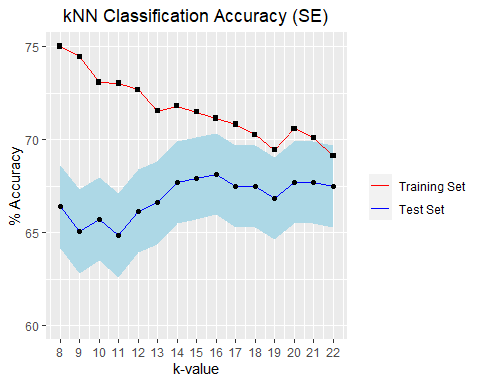 kNN Classification Accuracy (SE)
75
70
65
60
% Accuracy
8 9 10 11 12 13 14 15 16 17 18 19 20 21 22
k-value
Training Set
Test Set